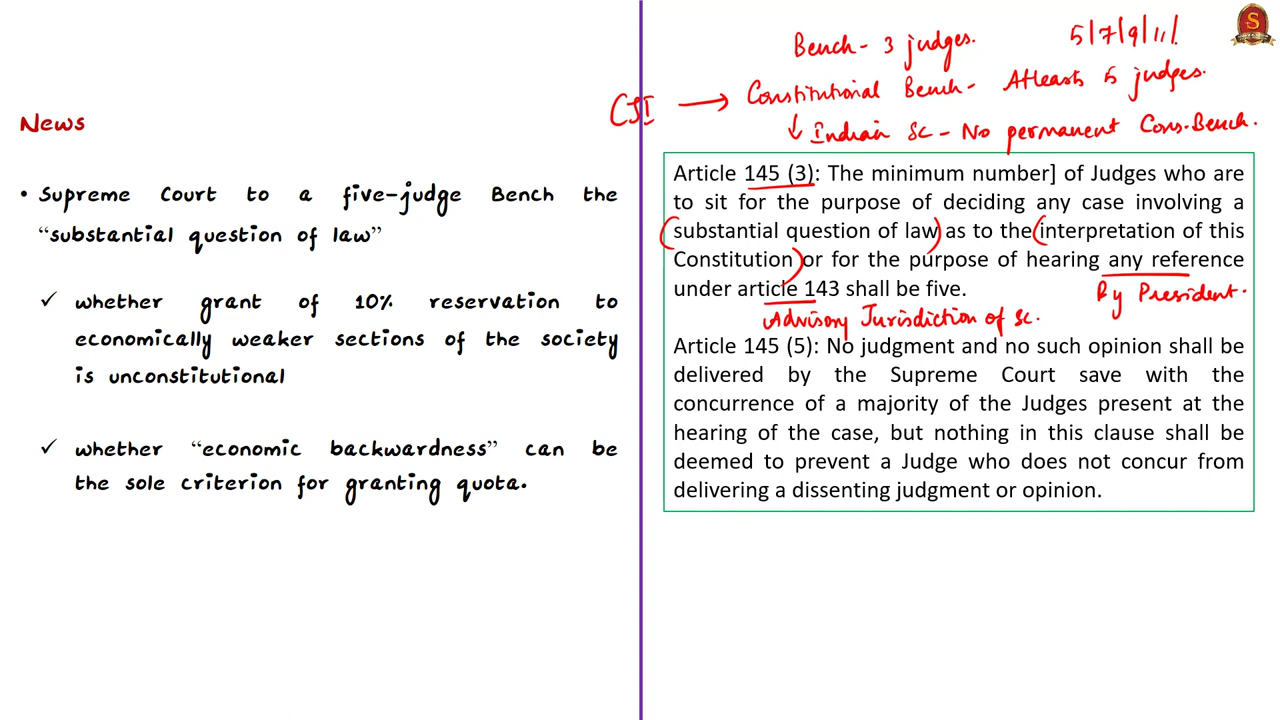 News
• Supreme Court to a five-judge Bench the
"substantial question of law"
✓ whether grant of 10% reservation to
economically weaker sections of the society
is unconstitutional
✓ whether "economic backwardness" can be
the sole criterion for granting quota.
Bench - 3 judges. 5/7/9/11/.
CJI → Constitutional Bench - Atleast 5 judges.
↓ Indian SC - No permanent Cons. Bench.
Article 145 (3): The minimum number] of Judges who are
to sit for the purpose of deciding any case involving a
substantial question of law as to the interpretation of this
Constitution or for the purpose of hearing any reference
under article 143 shall be five.
By President.
Advisory Jurisdiction of SC.
Article 145 (5): No judgment and no such opinion shall be
delivered by the Supreme Court save with the
concurrence of a majority of the Judges present at the
hearing of the case, but nothing in this clause shall be
deemed to prevent a Judge who does not concur from
delivering a dissenting judgment or opinion.
S